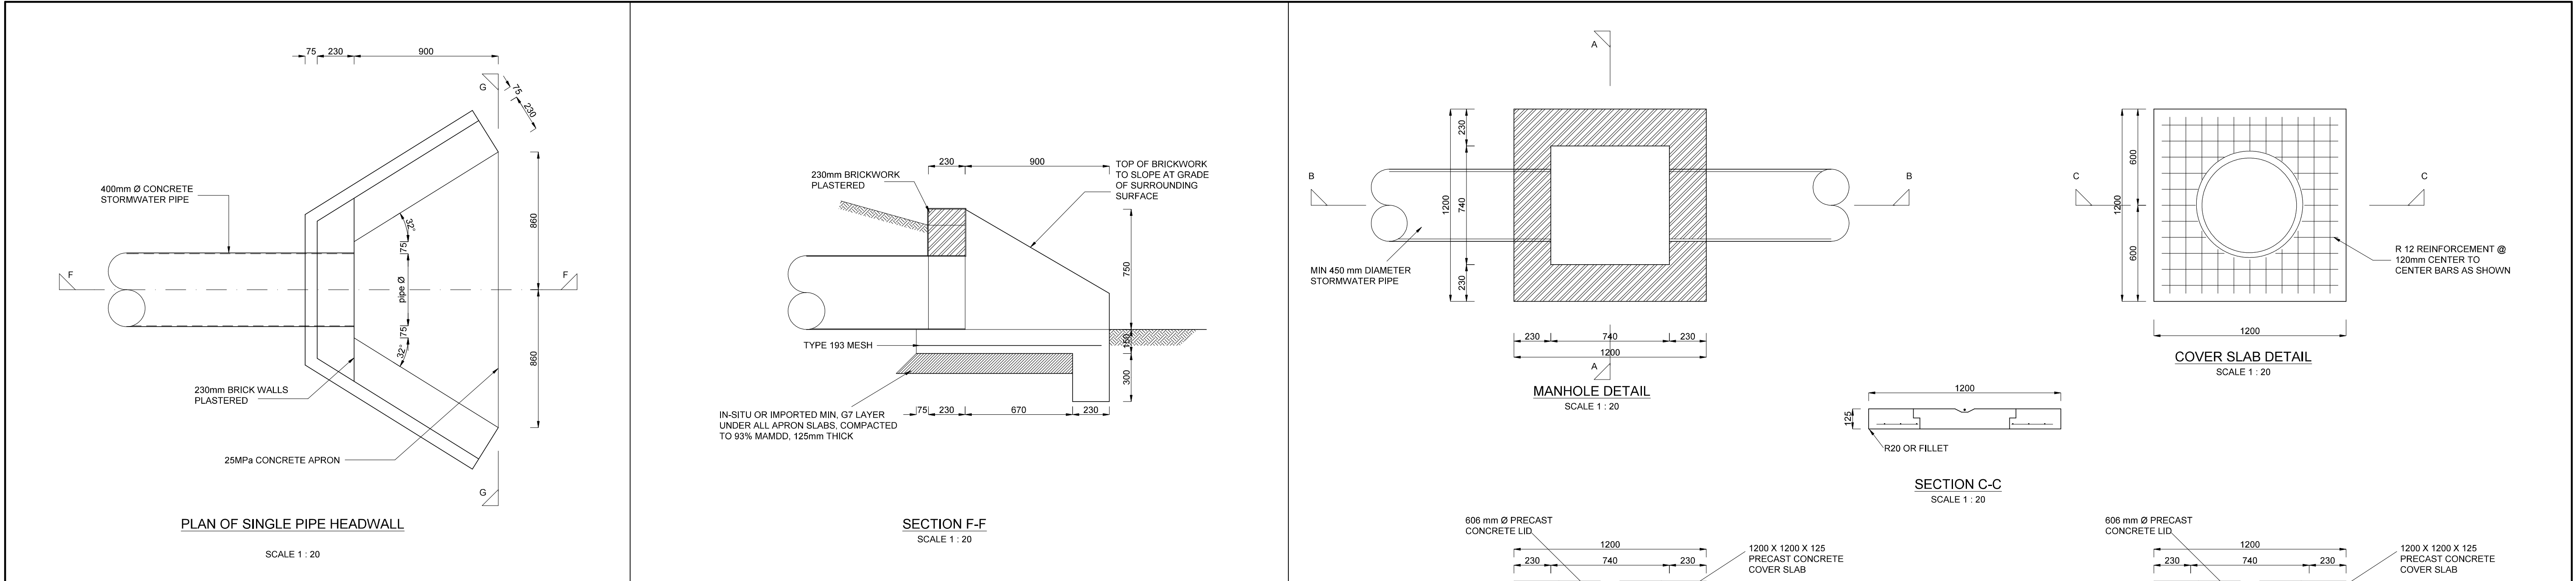 75
230
900
G
75
230
400mm Ø CONCRETE
STORMWATER PIPE
32°
75
860
F
F
pipe Ø
75
32°
860
230mm BRICK WALLS
PLASTERED
25MPa CONCRETE APRON
G
PLAN OF SINGLE PIPE HEADWALL
SCALE 1 : 20
230
900
230mm BRICKWORK
PLASTERED
TOP OF BRICKWORK
TO SLOPE AT GRADE
OF SURROUNDING
SURFACE
750
TYPE 193 MESH
150
300
IN-SITU OR IMPORTED MIN, G7 LAYER
UNDER ALL APRON SLABS, COMPACTED
TO 93% MAMDD, 125mm THICK
75
230
670
230
SECTION F-F
SCALE 1 : 20
A
230
B
B
1200
740
MIN 450 mm DIAMETER
STORMWATER PIPE
230
230
740
230
1200
A
MANHOLE DETAIL
SCALE 1 : 20
600
C
C
1200
600
R 12 REINFORCEMENT @
120mm CENTER TO
CENTER BARS AS SHOWN
1200
COVER SLAB DETAIL
SCALE 1 : 20
1200
125
R20 OR FILLET
SECTION C-C
SCALE 1 : 20
606 mm Ø PRECAST
CONCRETE LID
1200
230
740
230
1200 X 1200 X 125
PRECAST CONCRETE
COVER SLAB
606 mm Ø PRECAST
CONCRETE LID
1200
230
740
230
1200 X 1200 X 125
PRECAST CONCRETE
COVER SLAB